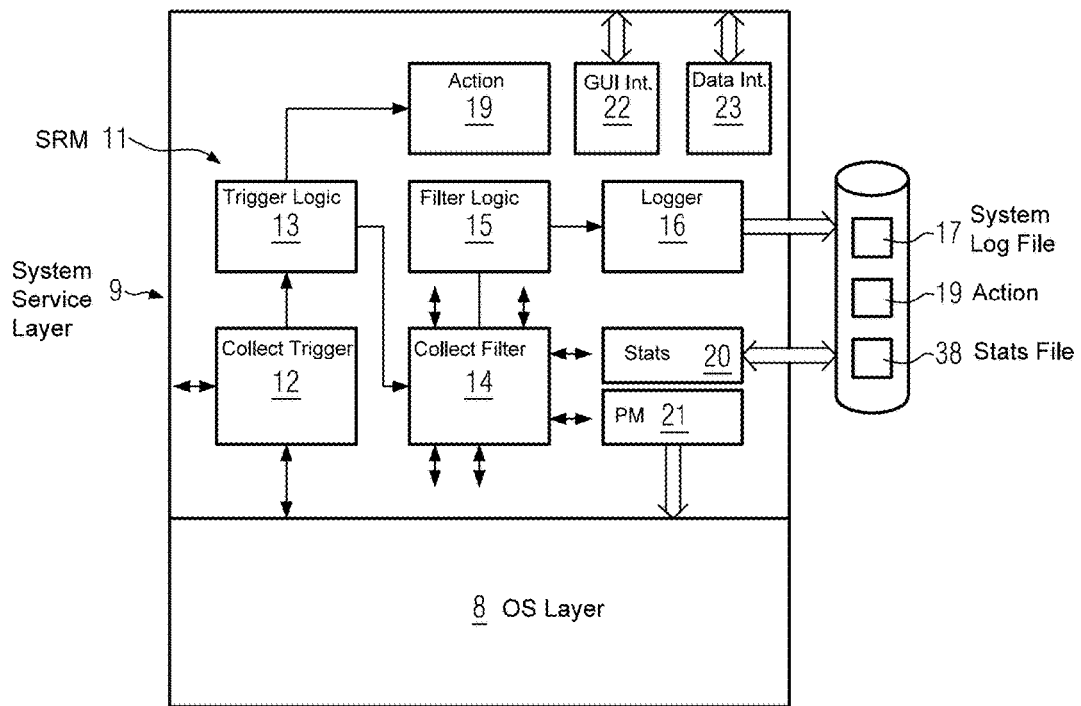 Action
19
GUI Int.
22
Data Int.
23
SRM 11
Trigger Logic
13
Filter Logic
15
Logger
16
17 System
Log File
19 Action
38 Stats File
System
Service
Layer
9
Collect Trigger
12
Collect Filter
14
Stats 20
PM 21
8 OS Layer